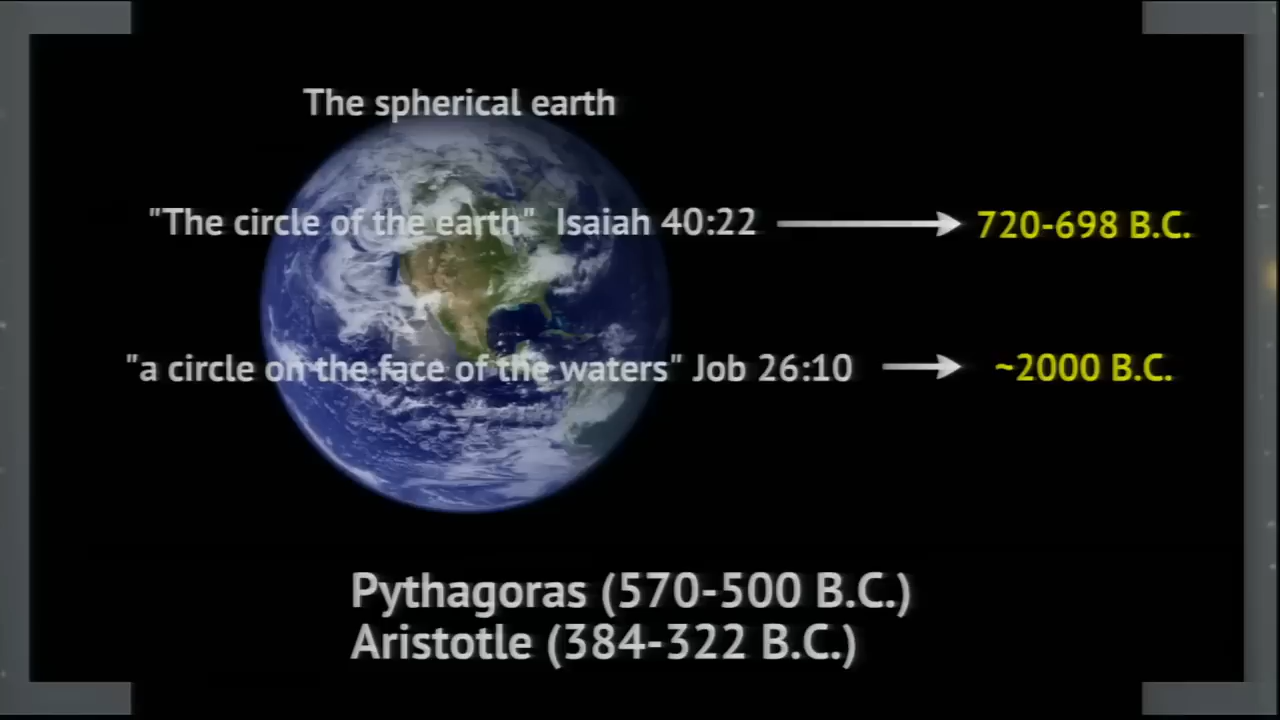 The spherical earth
"The circle of the earth" Isaiah 40:22 720-698 B.C.
"a circle on the face of the waters" Job 26:10 ~2000 B.C.
Pythagoras (570-500 B.C.)
Aristotle (384-322 B.C.)